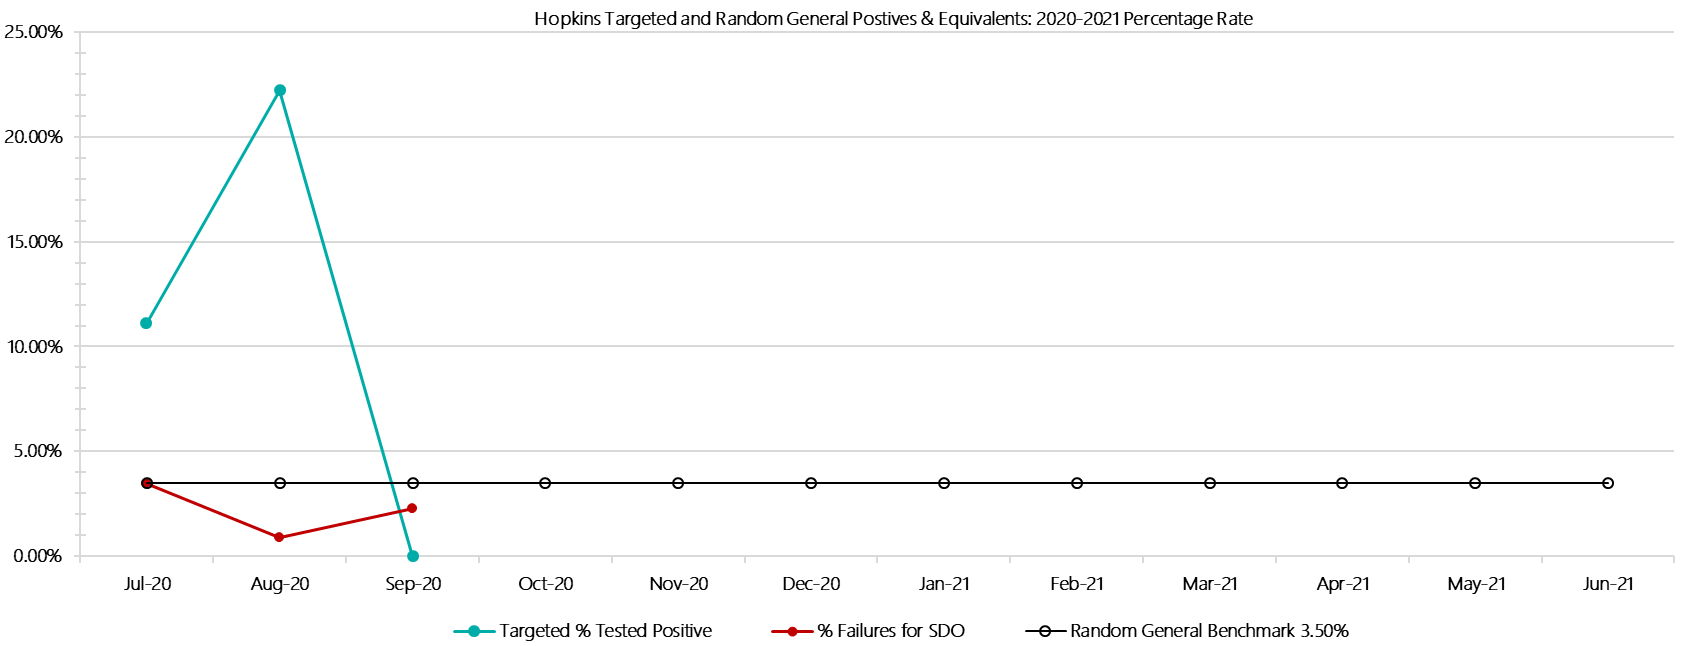 Hopkins Targeted and Random General Postives & Equivalents: 2020-2021 Percentage Rate
25.00%
20.00%
15.00%
10.00%
5.00%
0.00%
Jul-20 Aug-20 Sep-20 Oct-20 Nov-20 Dec-20 Jan-21 Feb-21 Mar-21 Apr-21 May-21 Jun-21
Targeted % Tested Positive % Failures for SDO Random General Benchmark 3.50%